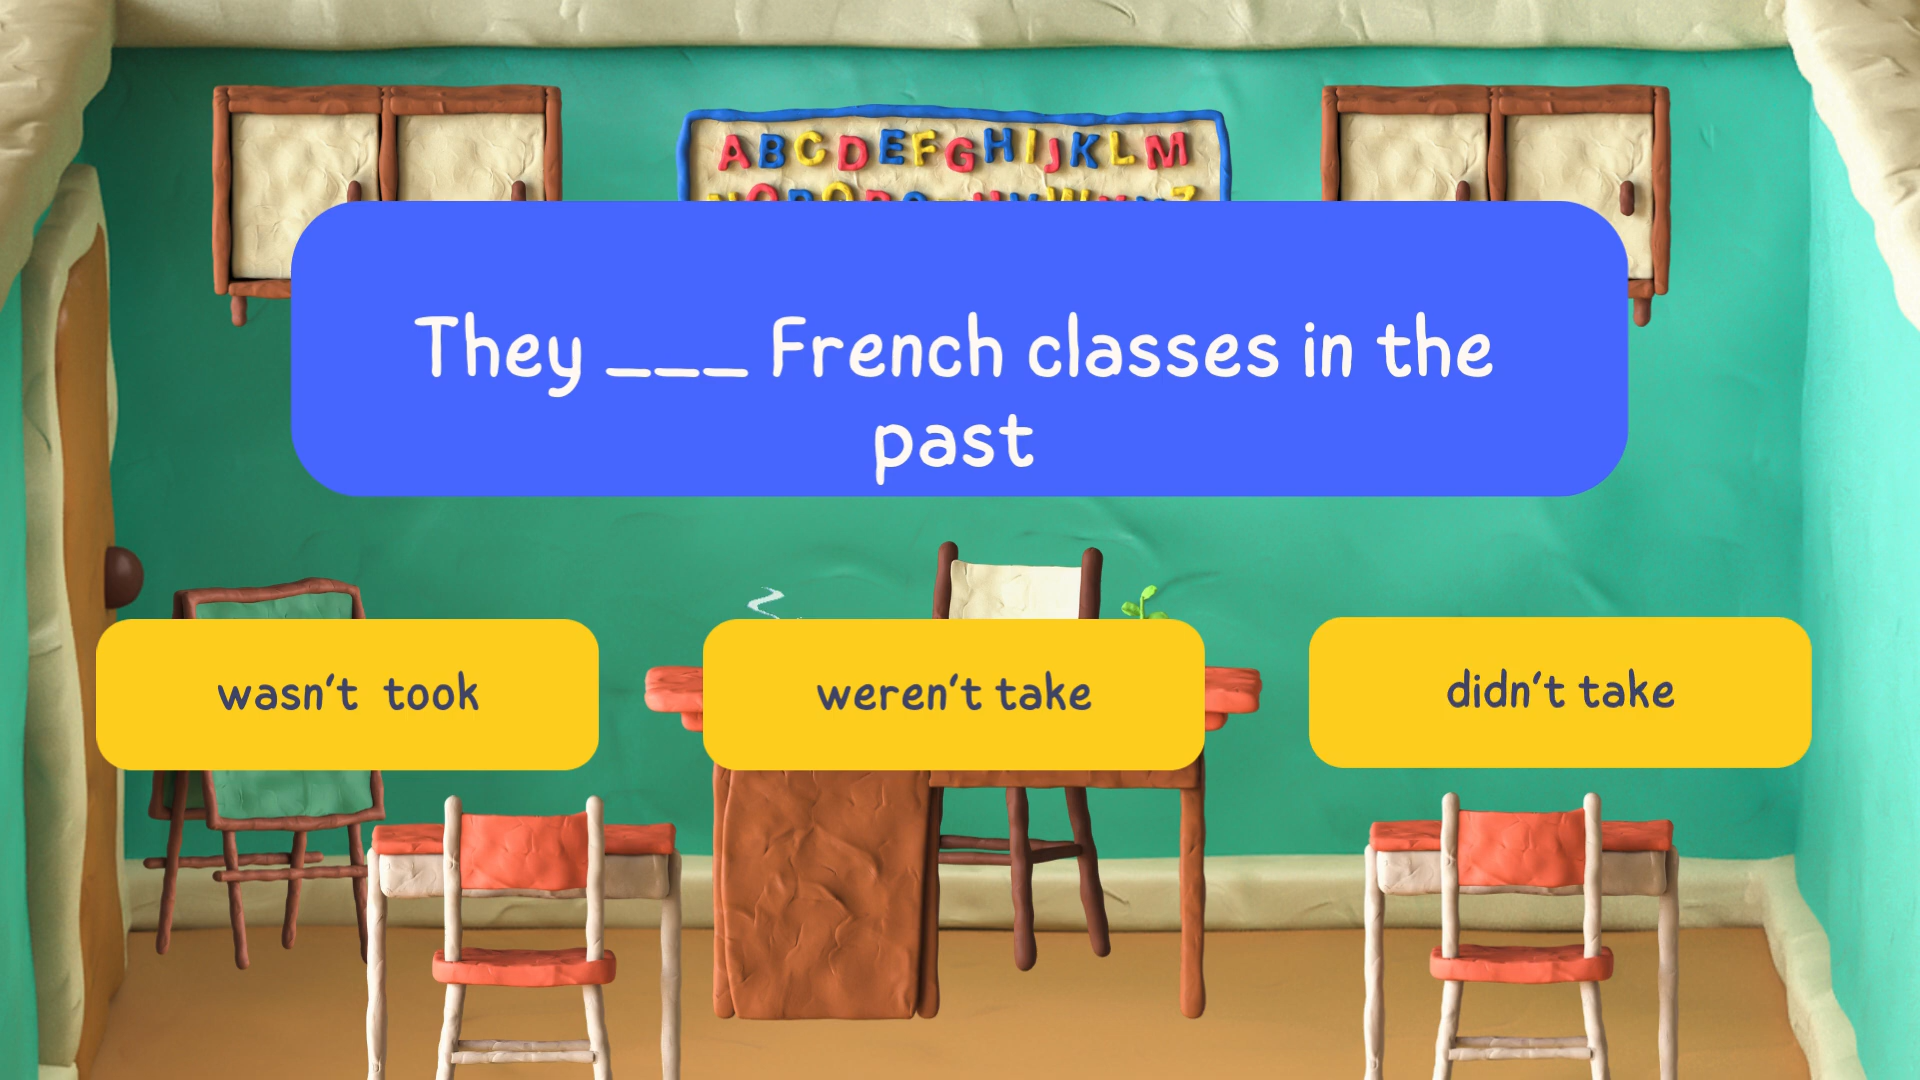 ABCDEFGHIJKLM
They ___ French classes in the
past
wasn't took
weren't take
didn't take